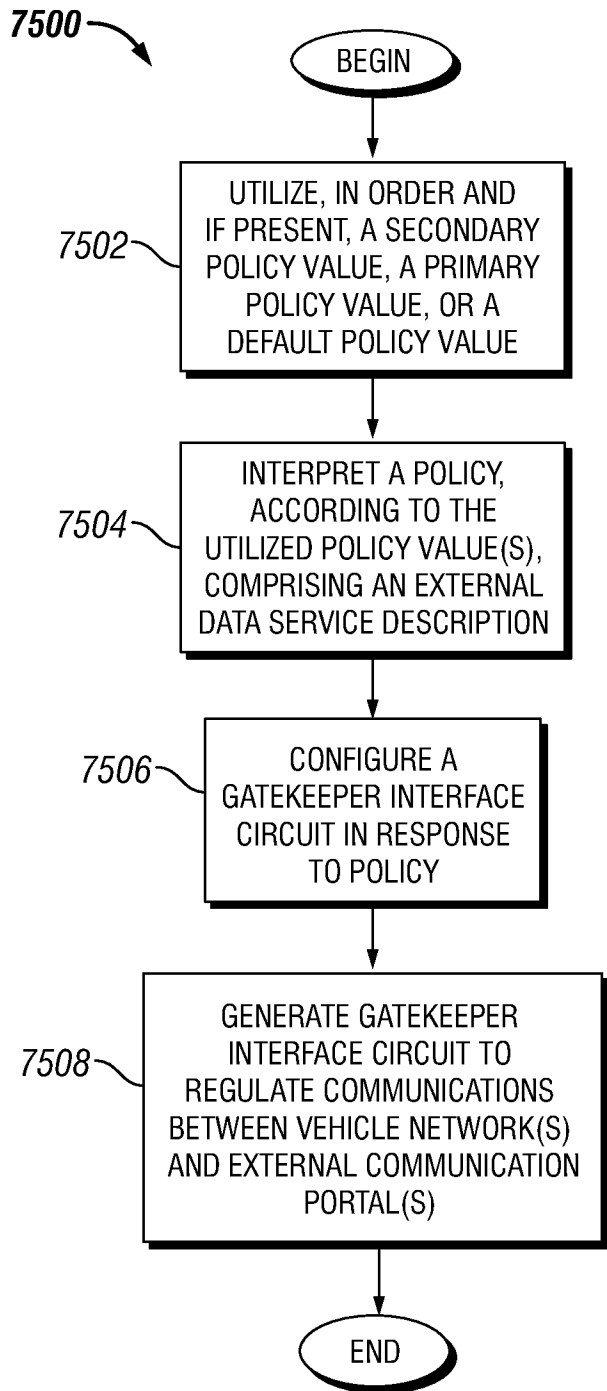 7500
BEGIN
7502
UTILIZE, IN ORDER AND
IF PRESENT, A SECONDARY
POLICY VALUE, A PRIMARY
POLICY VALUE, OR A
DEFAULT POLICY VALUE
7504
INTERPRET A POLICY,
ACCORDING TO THE
UTILIZED POLICY VALUE(S),
COMPRISING AN EXTERNAL
DATA SERVICE DESCRIPTION
7506
CONFIGURE A
GATEKEEPER INTERFACE
CIRCUIT IN RESPONSE
TO POLICY
7508
GENERATE GATEKEEPER
INTERFACE CIRCUIT TO
REGULATE COMMUNICATIONS
BETWEEN VEHICLE NETWORK(S)
AND EXTERNAL COMMUNICATION
PORTAL(S)
END